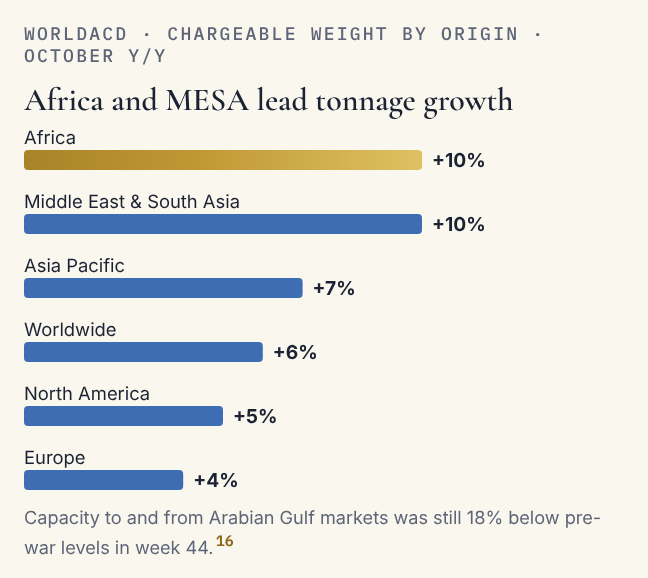 WORLDACD · CHARGEABLE WEIGHT BY ORIGIN ·
OCTOBER Y/Y
Africa and MESA lead tonnage growth
Africa
+10%
Middle East & South Asia
+10%
Asia Pacific
+7%
Worldwide
+6%
North America
+5%
Europe
+4%
Capacity to and from Arabian Gulf markets was still 18% below pre-
war levels in week 44.16